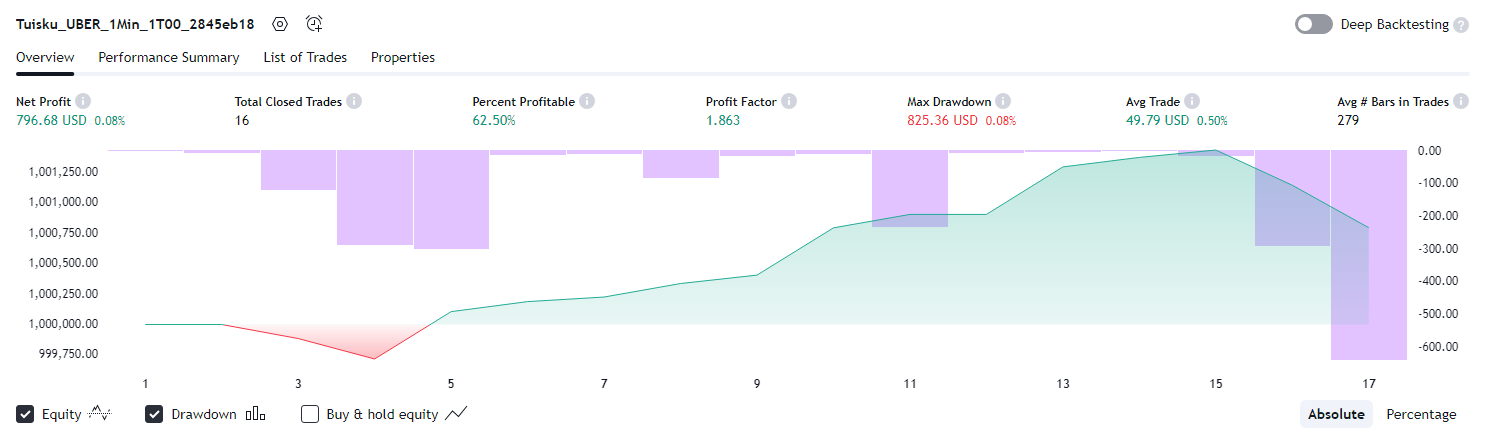 Tuisku_UBER_1Min_1T00_2845eb18 Deep Backtesting ?
Overview Performance Summary List of Trades Properties
Net Profit Total Closed Trades Percent Profitable Profit Factor Max Drawdown Avg Trade Avg # Bars in Trades
796.68 USD 0.08% 16 62.50% 1.863 825.36 USD 0.08% 49.79 USD 0.50% 279
0.00
1,001,250.00
-100.00
1,001,000.00
-200.00
1,000,750.00
-300.00
1,000,500.00
-400.00
1,000,250.00
-500.00
1,000,000.00
-600.00
999,750.00
1 3 5 7 9 11 13 15 17
Equity Drawdown Buy & hold equity Absolute Percentage